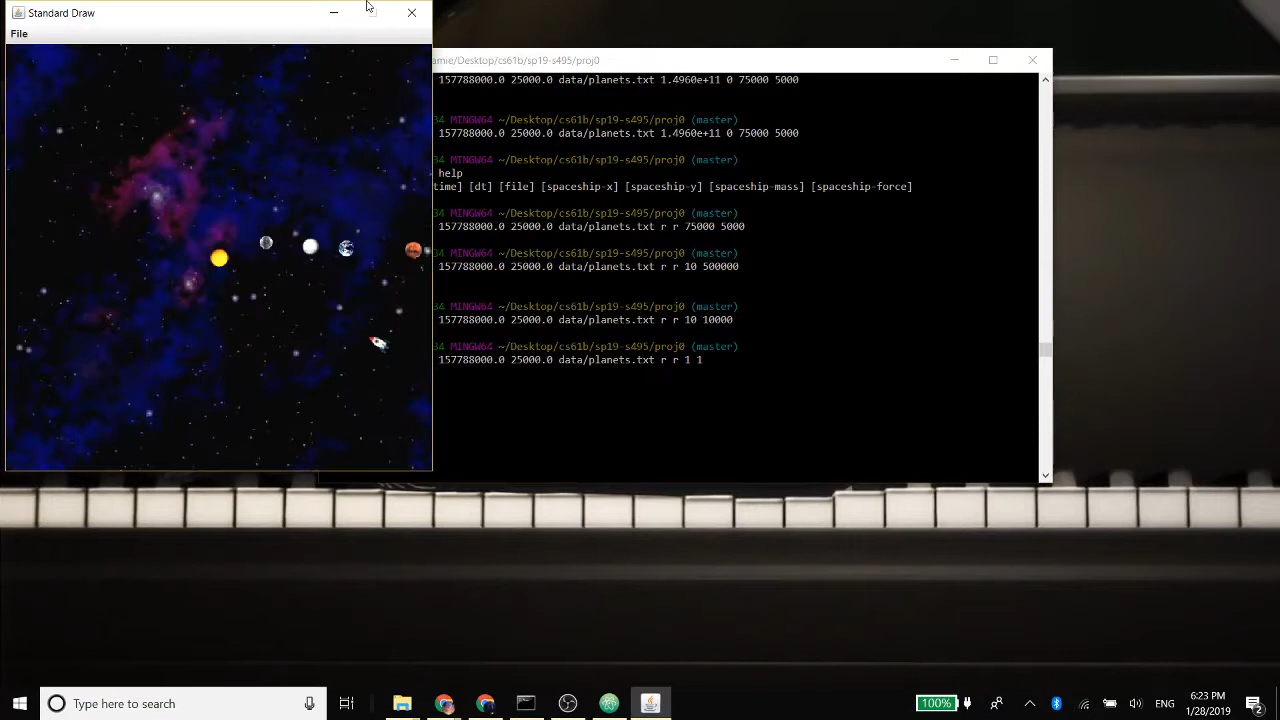 Standard Draw
File
amie/Desktop/cs61b/sp19-s495/proj0
157788000.0 25000.0 data/planets.txt 1.4960e+11 0 75000 5000
34 MINGW64 ~/Desktop/cs61b/sp19-s495/proj0 (master)
157788000.0 25000.0 data/planets.txt 1.4960e+11 0 75000 5000
34 MINGW64 ~/Desktop/cs61b/sp19-s495/proj0 (master)
help
time] [dt] [file] [spaceship-x] [spaceship-y] [spaceship-mass] [spaceship-force]
34 MINGW64 ~/Desktop/cs61b/sp19-s495/proj0 (master)
157788000.0 25000.0 data/planets.txt r r 75000 5000
34 MINGW64 ~/Desktop/cs61b/sp19-s495/proj0 (master)
157788000.0 25000.0 data/planets.txt r r 10 500000
34 MINGW64 ~/Desktop/cs61b/sp19-s495/proj0 (master)
157788000.0 25000.0 data/planets.txt r r 10 10000
34 MINGW64 ~/Desktop/cs61b/sp19-s495/proj0 (master)
157788000.0 25000.0 data/planets.txt r r 1 1
Type here to search
100%
ENG
6:23 PM
1/28/2019
2